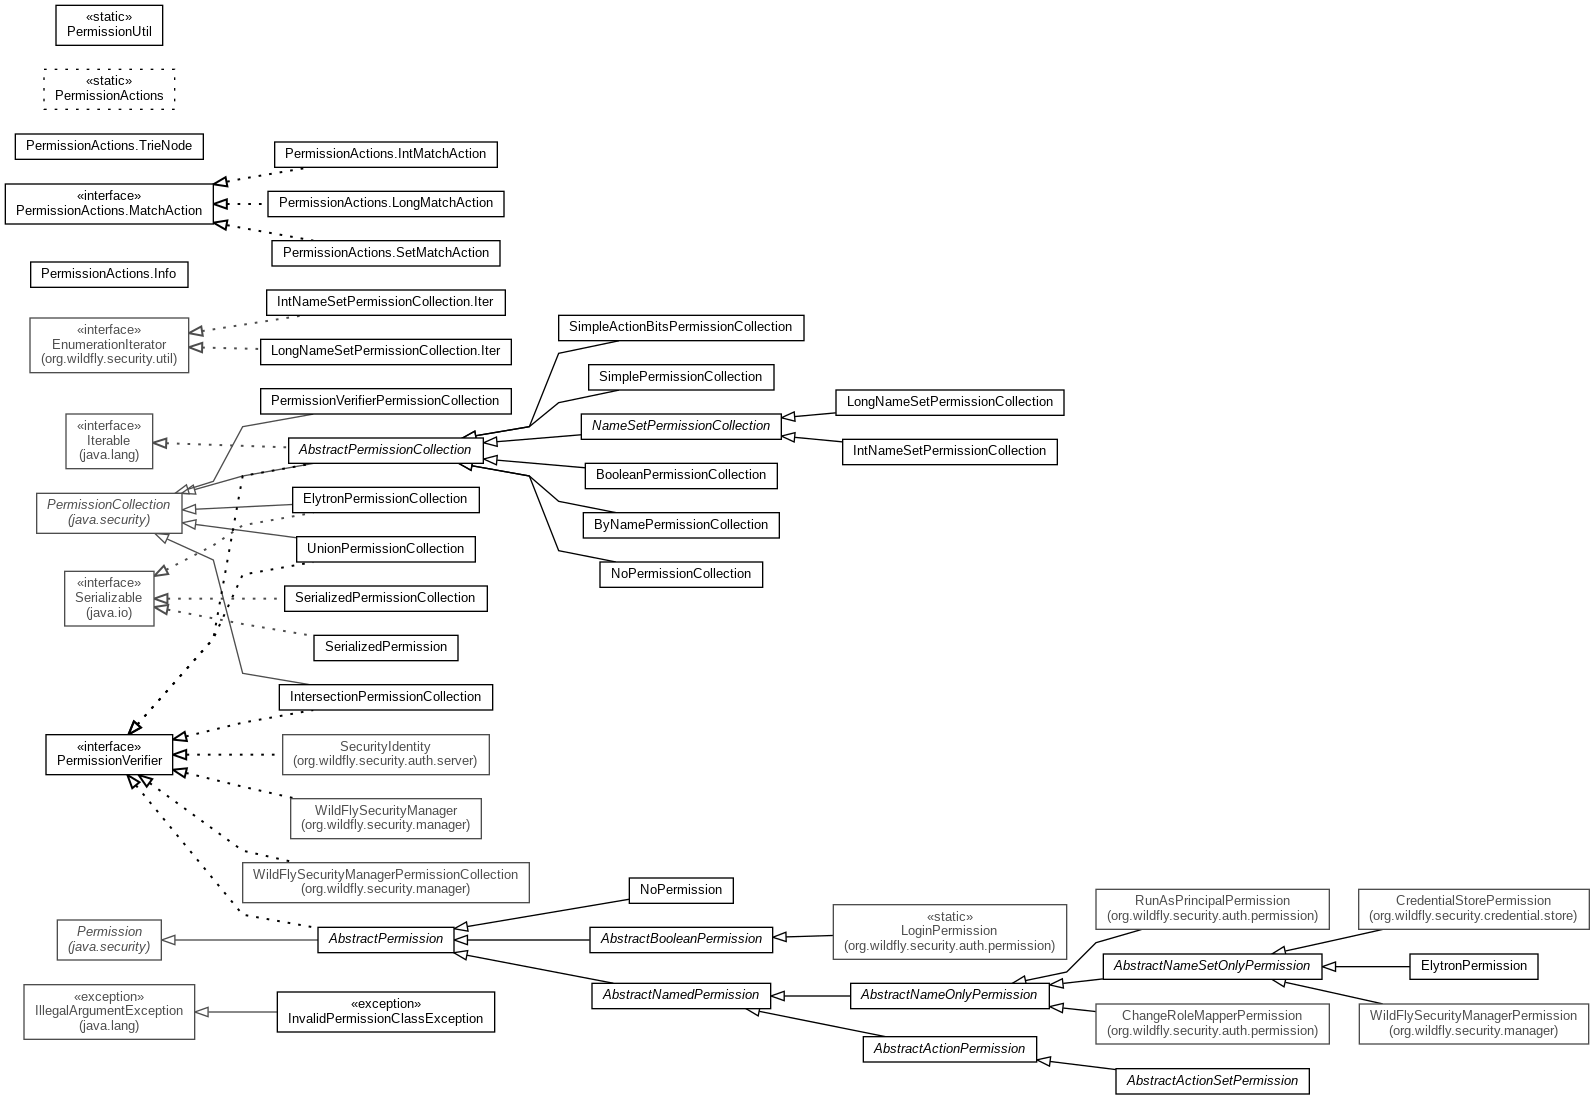 «static»
PermissionUtil
«static»
PermissionActions
PermissionActions.TrieNode
«interface»
PermissionActions.MatchAction
PermissionActions.IntMatchAction
PermissionActions.LongMatchAction
PermissionActions.SetMatchAction
PermissionActions.Info
«interface»
EnumerationIterator
(org.wildfly.security.util)
IntNameSetPermissionCollection.Iter
LongNameSetPermissionCollection.Iter
«interface»
Iterable
(java.lang)
PermissionVerifierPermissionCollection
AbstractPermissionCollection
SimpleActionBitsPermissionCollection
SimplePermissionCollection
NameSetPermissionCollection
LongNameSetPermissionCollection
IntNameSetPermissionCollection
BooleanPermissionCollection
ByNamePermissionCollection
NoPermissionCollection
PermissionCollection
(java.security)
ElytronPermissionCollection
UnionPermissionCollection
«interface»
Serializable
(java.io)
SerializedPermissionCollection
SerializedPermission
IntersectionPermissionCollection
«interface»
PermissionVerifier
SecurityIdentity
(org.wildfly.security.auth.server)
WildFlySecurityManager
(org.wildfly.security.manager)
WildFlySecurityManagerPermissionCollection
(org.wildfly.security.manager)
Permission
(java.security)
AbstractPermission
NoPermission
AbstractBooleanPermission
«static»
LoginPermission
(org.wildfly.security.auth.permission)
AbstractNamedPermission
AbstractNameOnlyPermission
RunAsPrincipalPermission
(org.wildfly.security.auth.permission)
AbstractNameSetOnlyPermission
CredentialStorePermission
(org.wildfly.security.credential.store)
ElytronPermission
WildFlySecurityManagerPermission
(org.wildfly.security.manager)
ChangeRoleMapperPermission
(org.wildfly.security.auth.permission)
AbstractActionPermission
AbstractActionSetPermission
«exception»
IllegalArgumentException
(java.lang)
«exception»
InvalidPermissionClassException